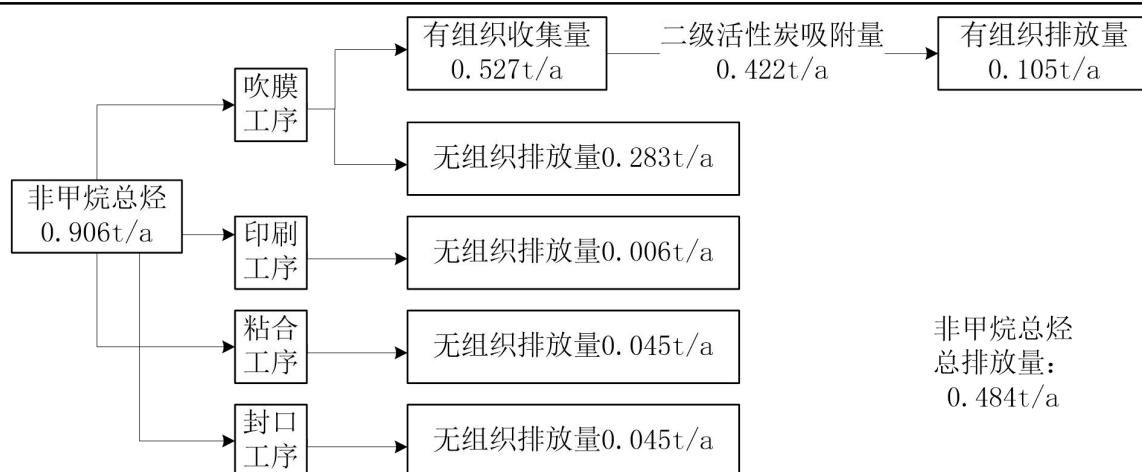 有组织收集量
0.527t/a
二级活性炭吸附量
0.422t/a
有组织排放量
0.105t/a
吹膜
工序
无组织排放量0.283t/a
非甲烷总烃
0.906t/a
印刷
工序
无组织排放量0.006t/a
粘合
工序
无组织排放量0.045t/a
非甲烷总烃
总排放量:
0.484t/a
封口
工序
无组织排放量0.045t/a